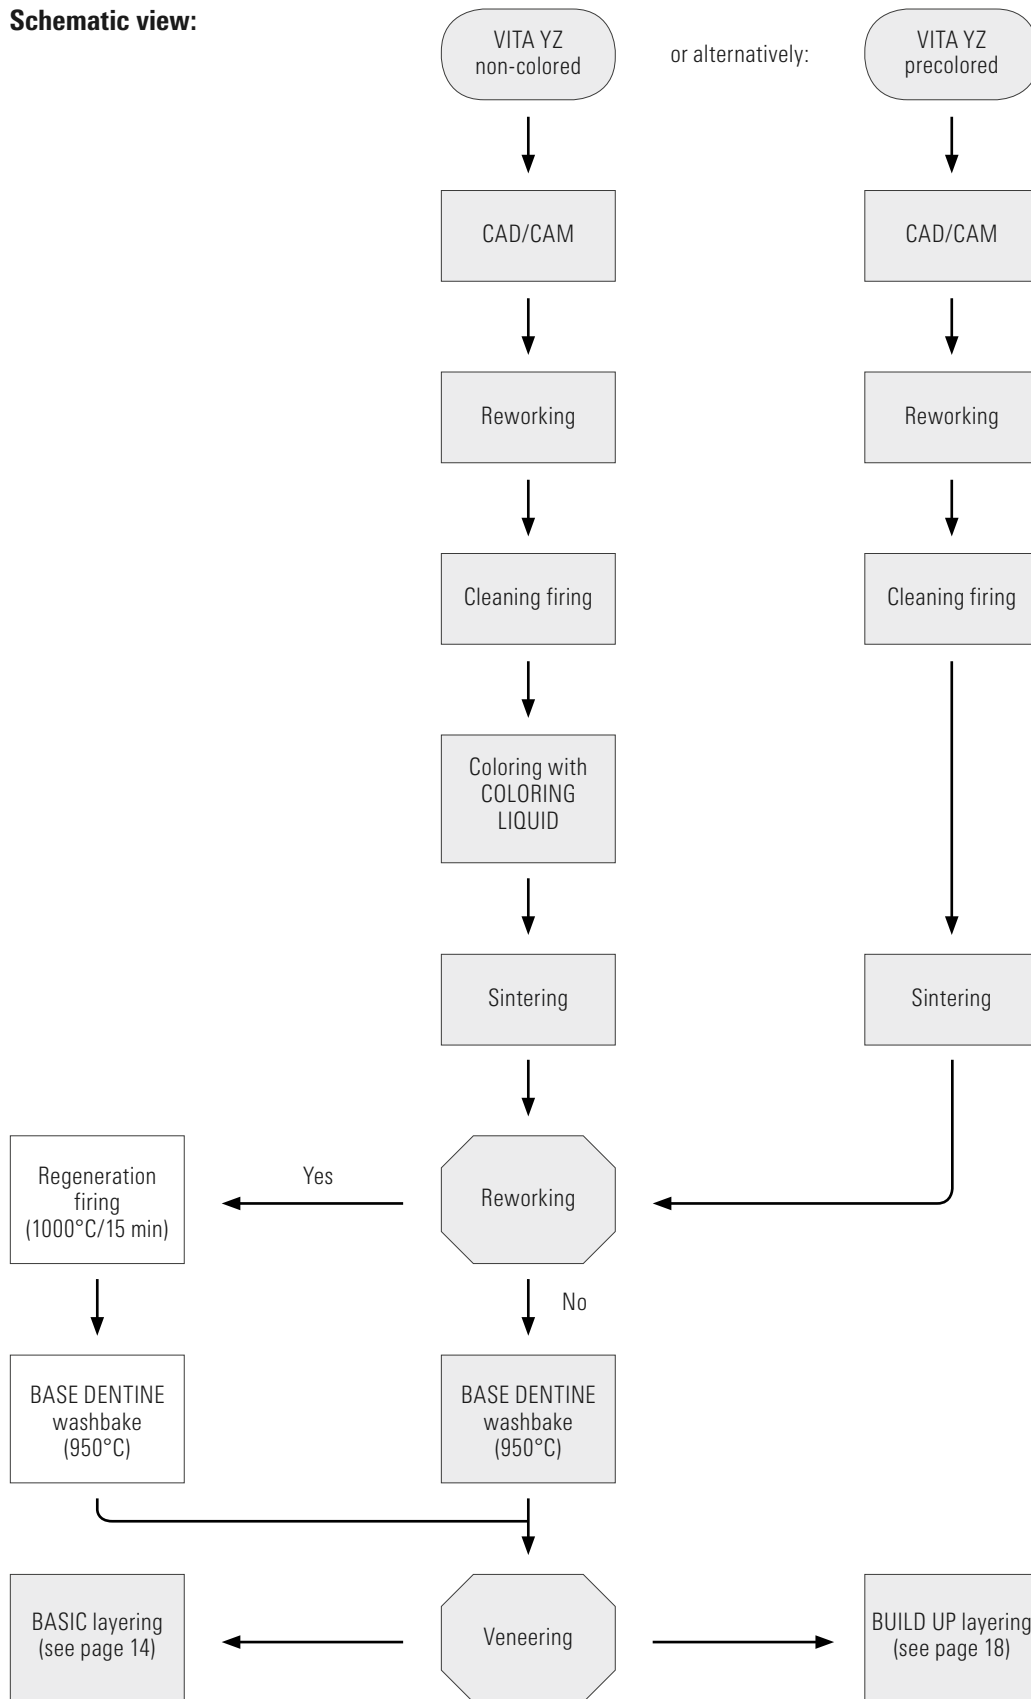 Schematic view:
VITA YZ
non-colored
or alternatively:
VITA YZ
precolored
CAD/CAM
CAD/CAM
Reworking
Reworking
Cleaning firing
Cleaning firing
Coloring with
COLORING
LIQUID
Sintering
Sintering
Regeneration
firing
(1000°C/15 min)
Yes
Reworking
No
BASE DENTINE
washbake
(950°C)
BASE DENTINE
washbake
(950°C)
BASIC layering
(see page 14)
Veneering
BUILD UP layering
(see page 18)